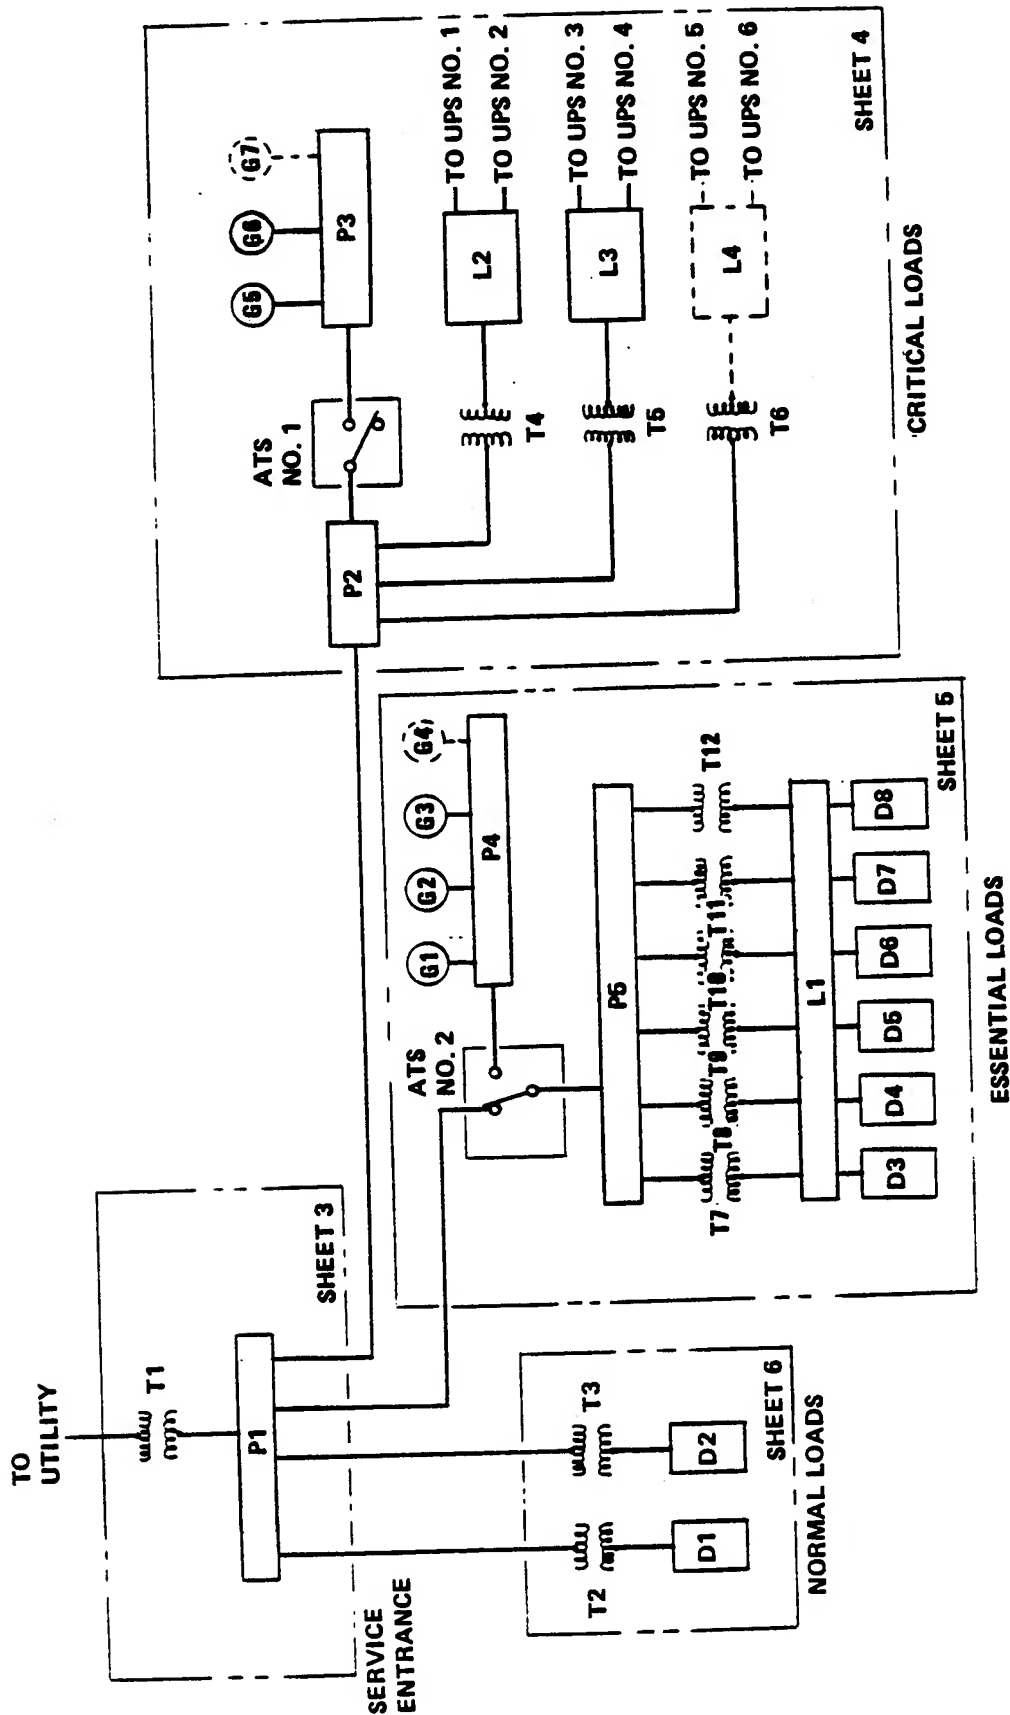 TO
UTILITY
T1
P1
SHEET 3
SERVICE
ENTRANCE
T2
T3
D1
D2
SHEET 6
NORMAL LOADS
ATS
NO. 2
G1
G2
G3
G4
P4
P5
T7
T8
T9
T10
T11
T12
L1
D3
D4
D5
D6
D7
D8
SHEET 5
ESSENTIAL LOADS
P2
ATS
NO. 1
G5
G6
G7
P3
T4
L2
TO UPS NO. 1
TO UPS NO. 2
T5
L3
TO UPS NO. 3
TO UPS NO. 4
T6
L4
TO UPS NO. 5
TO UPS NO. 6
SHEET 4
CRITICAL LOADS